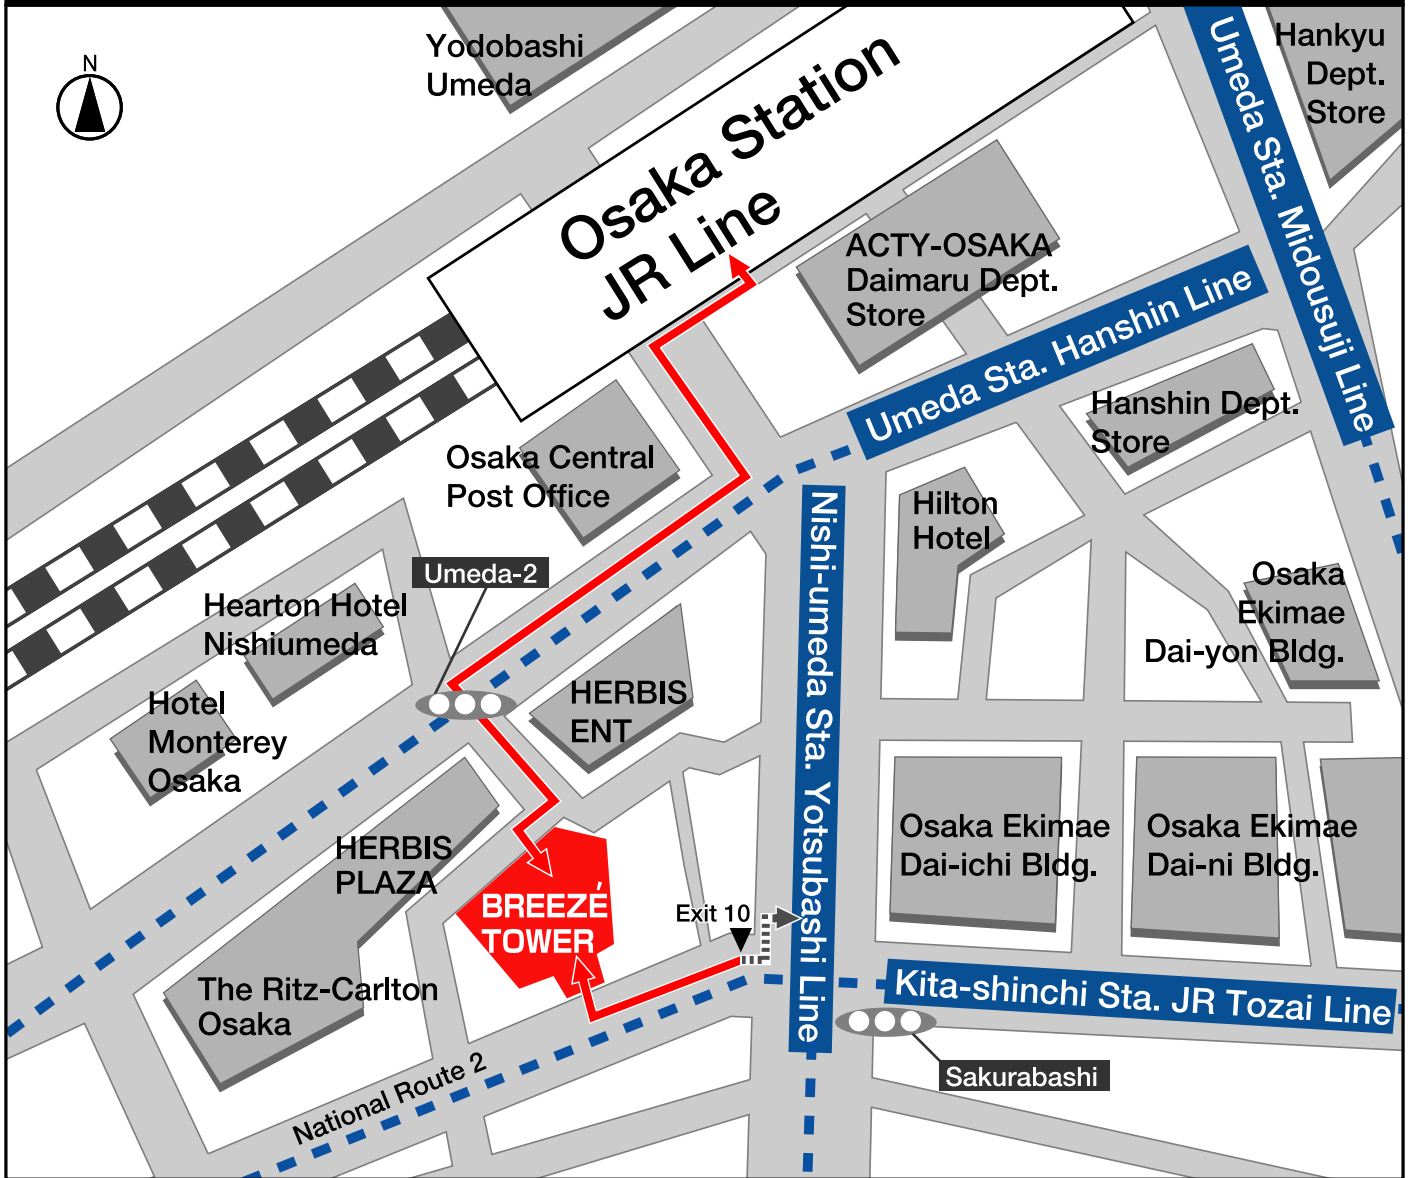 N
Yodobashi
Umeda
Osaka Station
JR Line
Umeda Sta. Midousuji Line
Hankyu
Dept.
Store
ACTY-OSAKA
Daimaru Dept.
Store
Umeda Sta. Hanshin Line
Hanshin Dept.
Store
Osaka Central
Post Office
Hilton
Hotel
Nishi-umeda Sta. Yotsubashi Line
Umeda-2
Osaka
Ekimae
Dai-yon Bldg.
Hearton Hotel
Nishiumeda
Hotel
Monterey
Osaka
HERBIS
ENT
HERBIS
PLAZA
Osaka Ekimae
Dai-ichi Bldg.
Osaka Ekimae
Dai-ni Bldg.
BREEZÉ
TOWER
Exit 10
The Ritz-Carlton
Osaka
Kita-shinchi Sta. JR Tozai Line
Sakurabashi
National Route 2